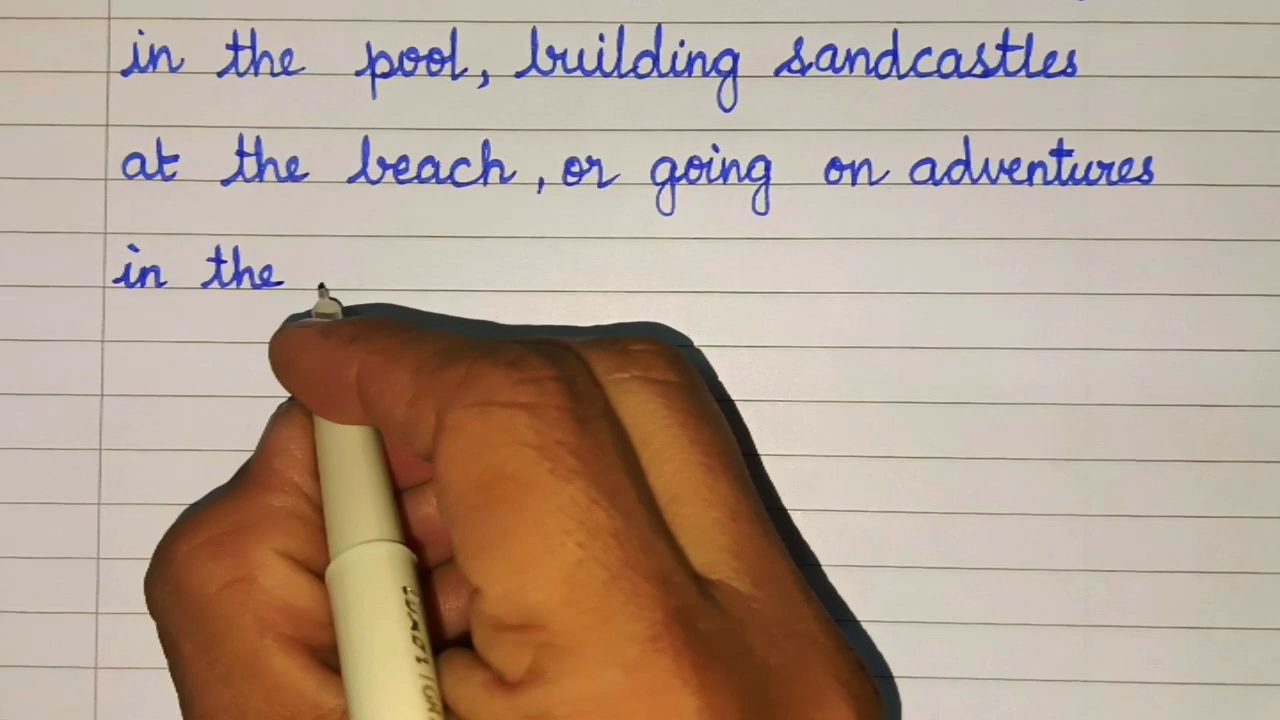 in the pool, building sandcastles
at the beach, or going on adventures
in the